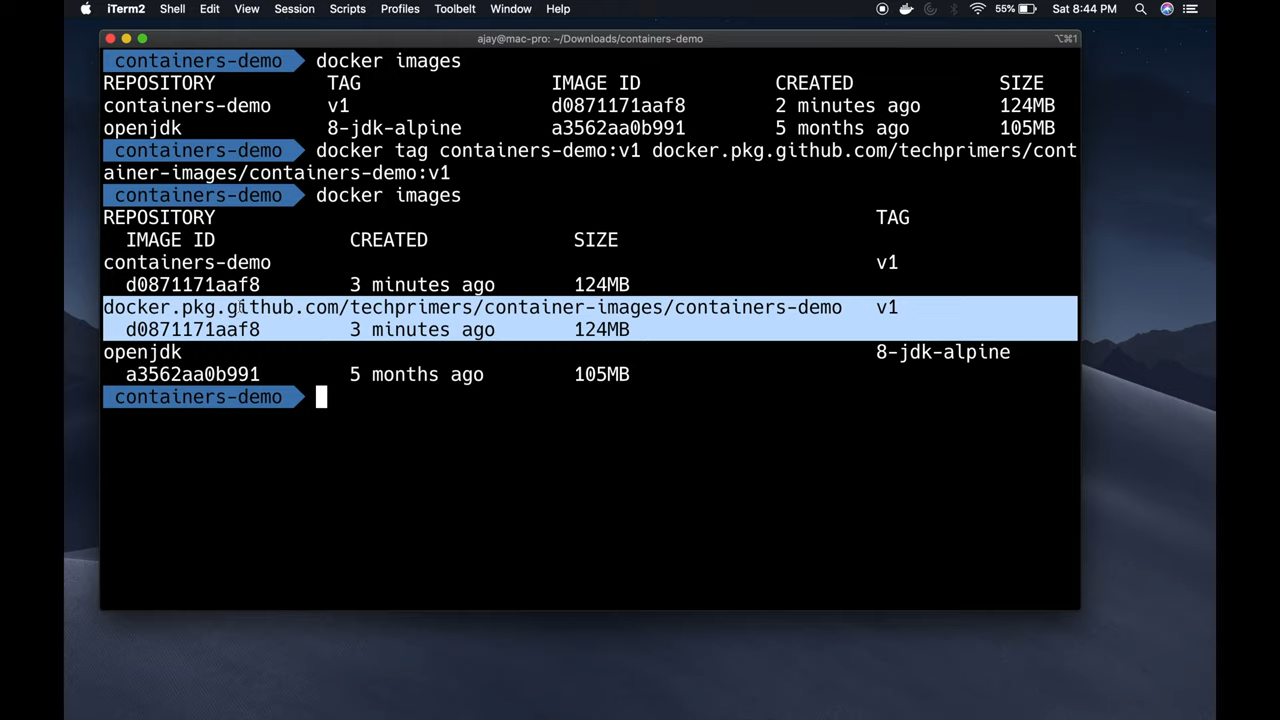 iTerm2 Shell Edit View Session Scripts Profiles Toolbelt Window Help 55% Sat 8:44 PM
ajay@mac-pro: ~/Downloads/containers-demo ⌥⌘1
containers-demo docker images
REPOSITORY TAG IMAGE ID CREATED SIZE
containers-demo v1 d0871171aaf8 2 minutes ago 124MB
openjdk 8-jdk-alpine a3562aa0b991 5 months ago 105MB
containers-demo docker tag containers-demo:v1 docker.pkg.github.com/techprimers/cont
ainer-images/containers-demo:v1
containers-demo docker images
REPOSITORY TAG
IMAGE ID CREATED SIZE
containers-demo v1
d0871171aaf8 3 minutes ago 124MB
docker.pkg.github.com/techprimers/container-images/containers-demo v1
d0871171aaf8 3 minutes ago 124MB
openjdk 8-jdk-alpine
a3562aa0b991 5 months ago 105MB
containers-demo